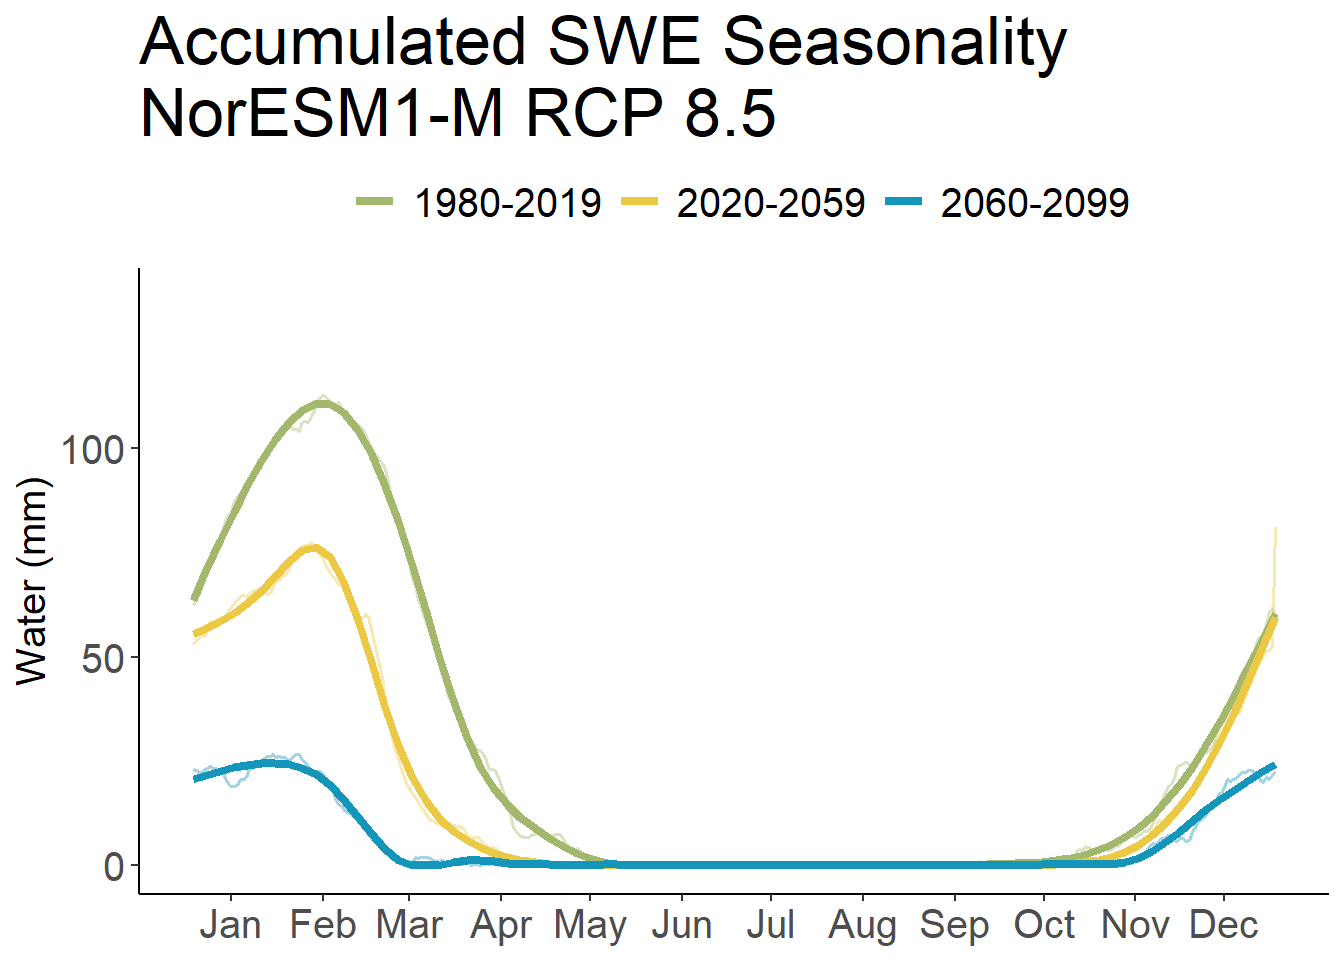 Accumulated SWE Seasonality
NorESM1-M RCP 8.5
1980-2019 2020-2059 2060-2099
Water (mm)
100
50
0
Jan Feb Mar Apr May Jun Jul Aug Sep Oct Nov Dec